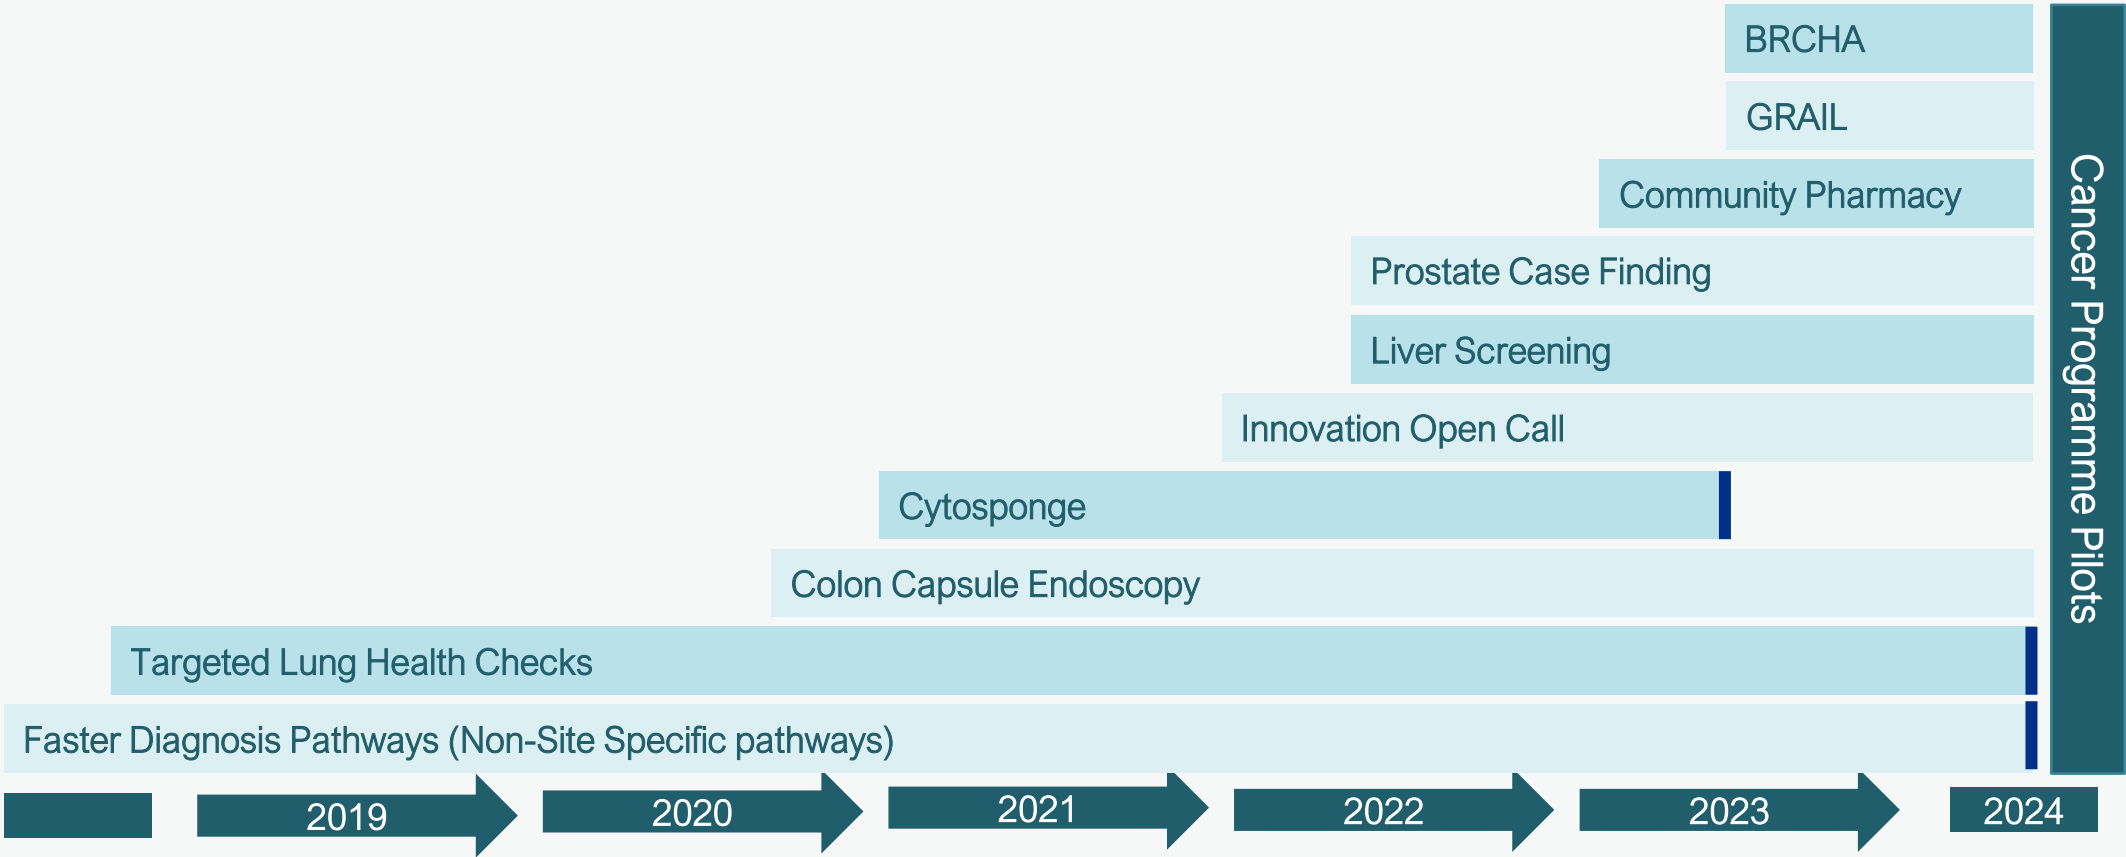 BRCHA
GRAIL
Community Pharmacy
Prostate Case Finding
Liver Screening
Innovation Open Call
Cytosponge
Colon Capsule Endoscopy
Targeted Lung Health Checks
Faster Diagnosis Pathways (Non-Site Specific pathways)
2019
2020
2021
2022
2023
2024
Cancer Programme Pilots